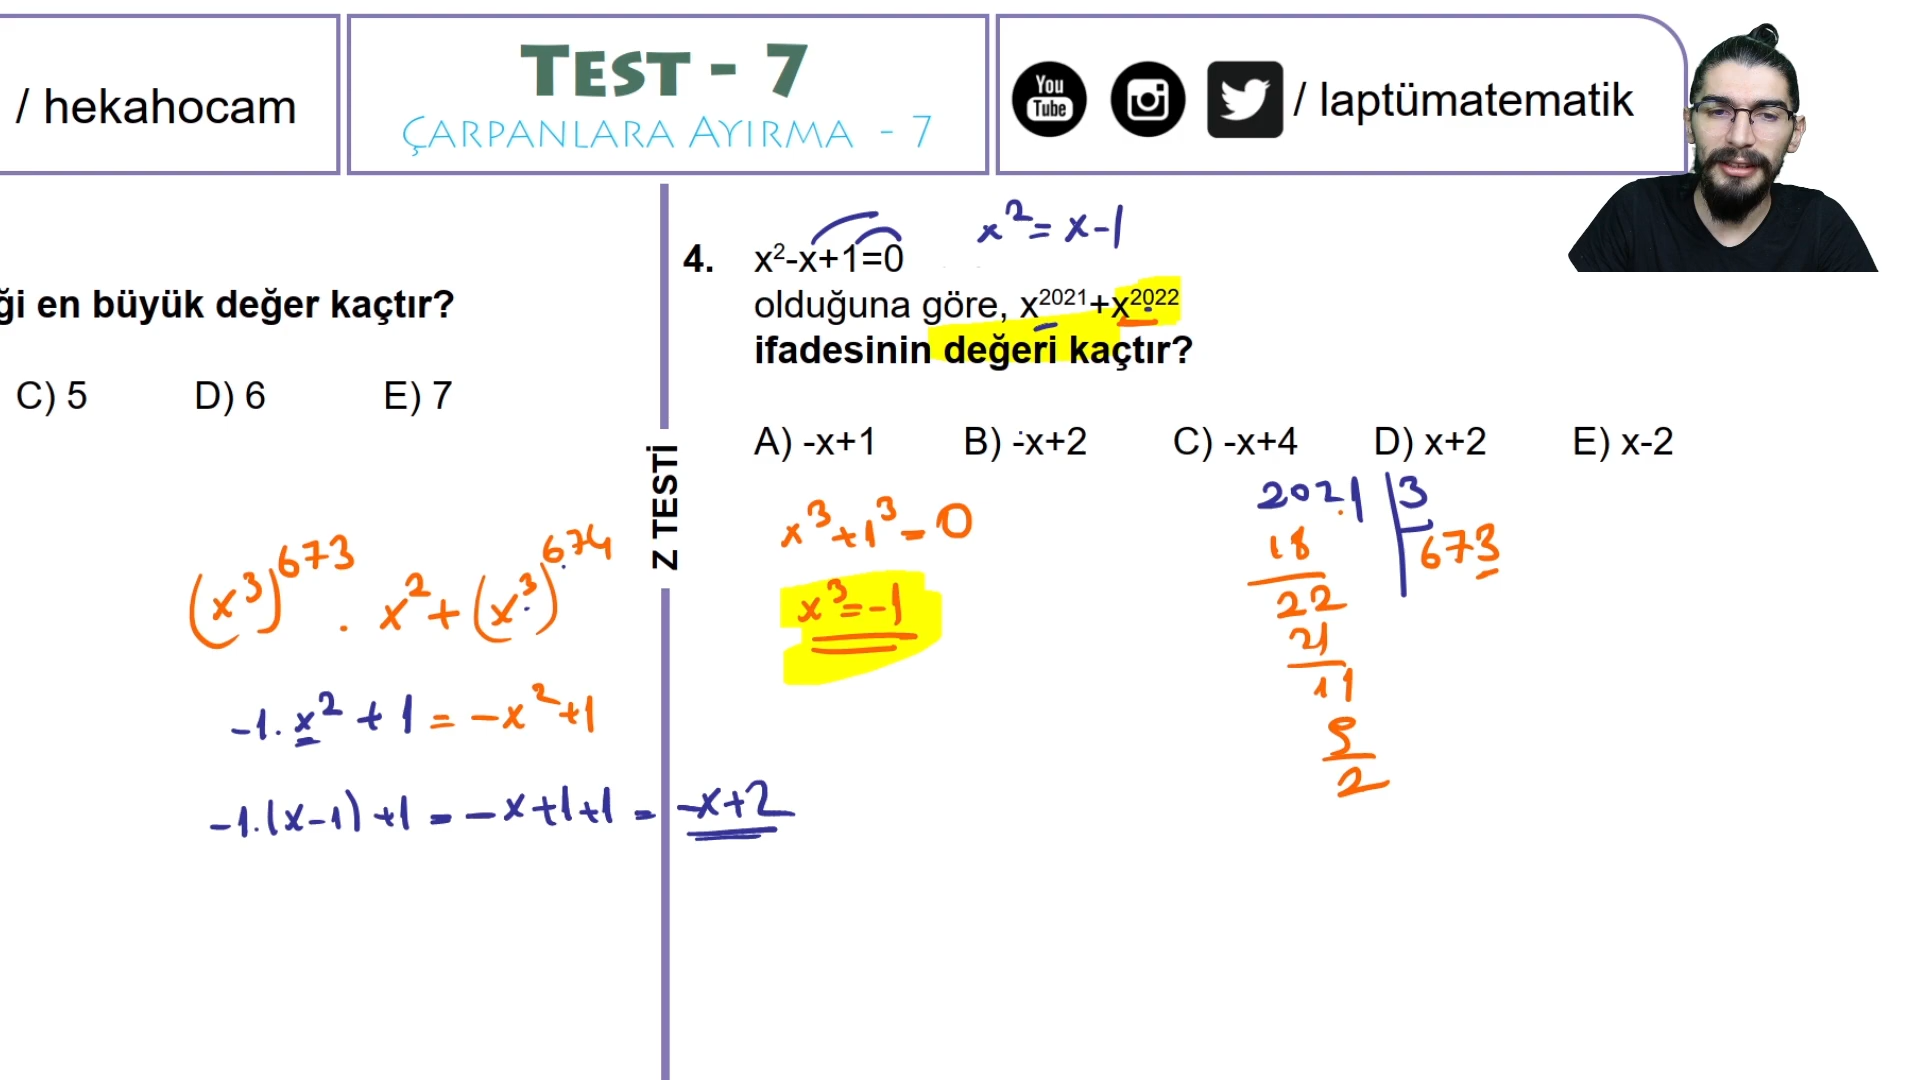 / hekahocam
TEST - 7
ÇARPANLARA AYIRMA - 7
You
Tube
/ laptümatematik
ği en büyük değer kaçtır?
C) 5 D) 6 E) 7
(x³)⁶⁷³ . x² + (x³)⁶⁷⁴
-1. x² + 1 = -x² + 1
-1.(x-1) + 1 = -x+1+1 = -x+2
Z TESTİ
x² = x-1
4. x²-x+1=0
olduğuna göre, x²⁰²¹+x²⁰²²
ifadesinin değeri kaçtır?
A) -x+1 B) -x+2 C) -x+4 D) x+2 E) x-2
x³+1³=0
x³=-1
2021 3
18 673
22
21
11
9
2